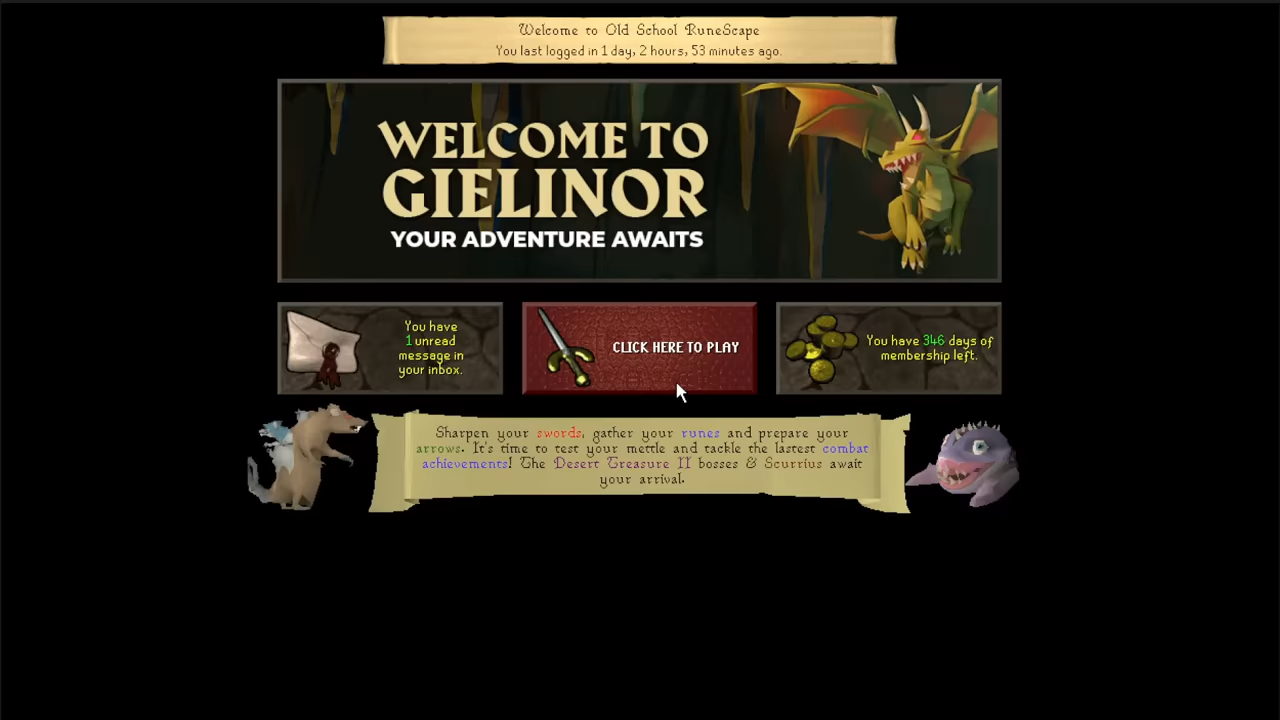 Welcome to Old School RuneScape
You last logged in 1 day, 2 hours, 53 minutes ago.
WELCOME TO
GIELINOR
YOUR ADVENTURE AWAITS
You have
1 unread
message in
your inbox.
CLICK HERE TO PLAY
You have 346 days of
membership left.
Sharpen your swords, gather your runes and prepare your
arrows. It's time to test your mettle and tackle the lastest combat
achievements! The Desert Treasure II bosses & Scurrius await
your arrival.